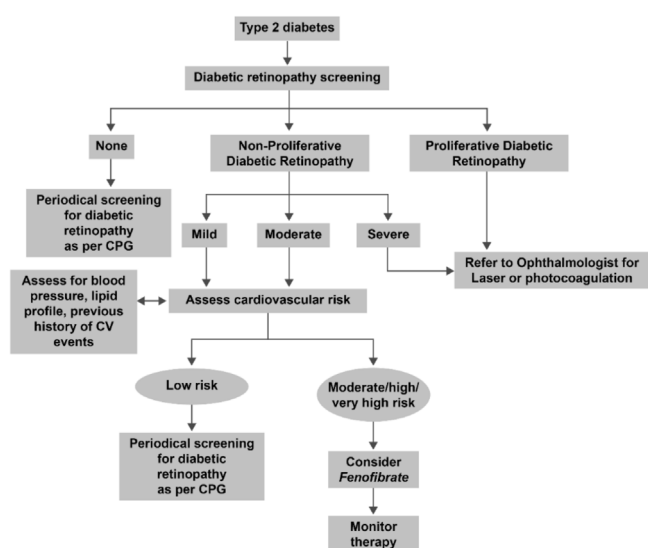 Type 2 diabetes
Diabetic retinopathy screening
None
Non-Proliferative
Diabetic Retinopathy
Proliferative Diabetic
Retinopathy
Periodical screening
for diabetic
retinopathy
as per CPG
Mild
Moderate
Severe
Refer to Ophthalmologist for
Laser or photocoagulation
Assess for blood
pressure, lipid
profile, previous
history of CV
events
Assess cardiovascular risk
Low risk
Moderate/high/
very high risk
Periodical screening
for diabetic
retinopathy
as per CPG
Consider
Fenofibrate
Monitor
therapy